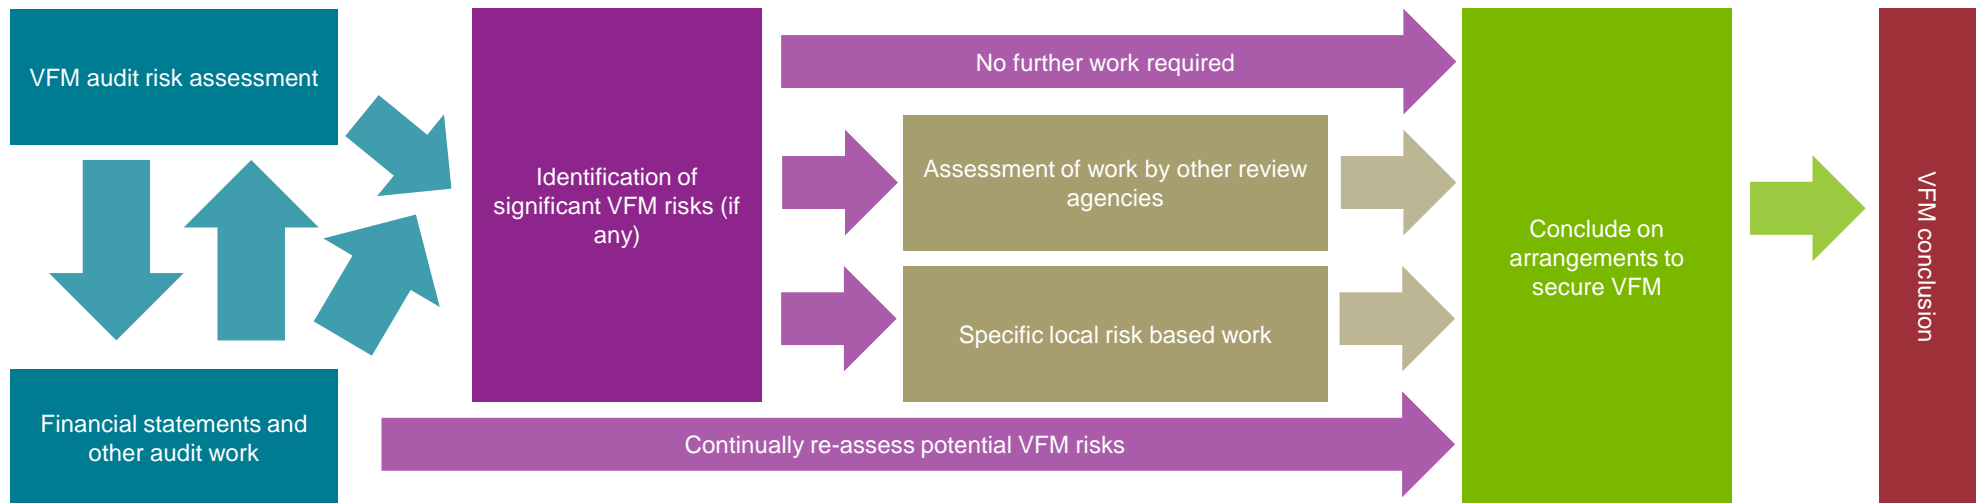 VFM audit risk assessment
Financial statements and
other audit work
Identification of
significant VFM risks (if
any)
No further work required
Assessment of work by other review
agencies
Specific local risk based work
Continually re-assess potential VFM risks
Conclude on
arrangements to
secure VFM
VFM conclusion